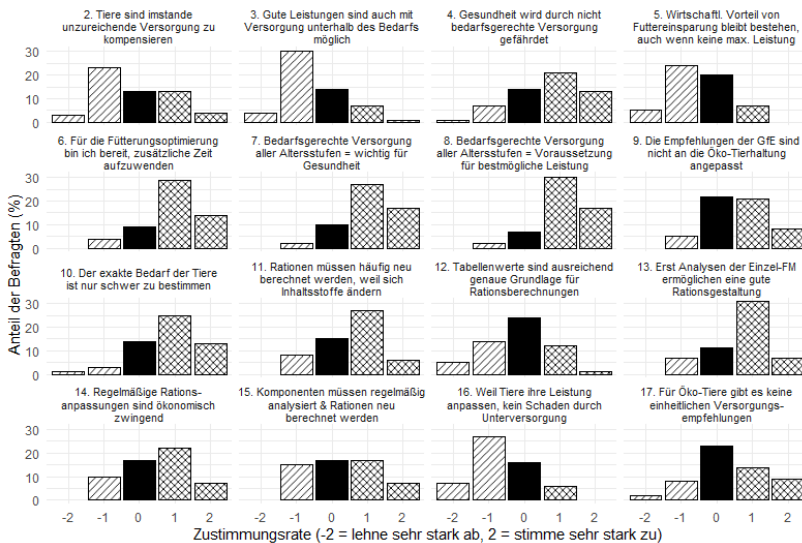 2. Tiere sind imstande
unzureichende Versorgung zu
kompensieren
3. Gute Leistungen sind auch mit
Versorgung unterhalb des Bedarfs
möglich
4. Gesundheit wird durch nicht
bedarfsgerechte Versorgung
gefährdet
5. Wirtschaftl. Vorteil von
Futtereinsparung bleibt bestehen,
auch wenn keine max. Leistung
30
20
10
0
6. Für die Fütterungsoptimierung
bin ich bereit, zusätzliche Zeit
aufzuwenden
7. Bedarfsgerechte Versorgung
aller Altersstufen = wichtig für
Gesundheit
8. Bedarfsgerechte Versorgung
aller Altersstufen = Voraussetzung
für bestmögliche Leistung
9. Die Empfehlungen der GfE sind
nicht an die Öko-Tierhaltung
angepasst
30
20
10
0
Anteil der Befragten (%)
10. Der exakte Bedarf der Tiere
ist nur schwer zu bestimmen
11. Rationen müssen häufig neu
berechnet werden, weil sich
Inhaltsstoffe ändern
12. Tabellenwerte sind ausreichend
genaue Grundlage für
Rationsberechnungen
13. Erst Analysen der Einzel-FM
ermöglichen eine gute
Rationsgestaltung
30
20
10
0
14. Regelmäßige Rations-
anpassungen sind ökonomisch
zwingend
15. Komponenten müssen regelmäßig
analysiert & Rationen neu
berechnet werden
16. Weil Tiere ihre Leistung
anpassen, kein Schaden durch
Unterversorgung
17. Für Öko-Tiere gibt es keine
einheitlichen Versorgungs-
empfehlungen
30
20
10
0
-2 -1 0 1 2 -2 -1 0 1 2 -2 -1 0 1 2 -2 -1 0 1 2
Zustimmungsrate (-2 = lehne sehr stark ab, 2 = stimme sehr stark zu)